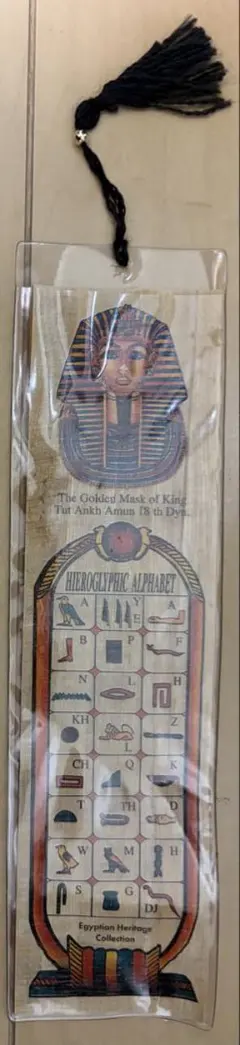 The Golden Mask of King
Tut Ankh Amun 18 th Dyn.
HIEROGLYPHIC ALPHABET
A Y E A
B P F
N L H
KH L Z
CH Q K
T TH D
W M H
S G DJ
Egyptian Heritage
Collection